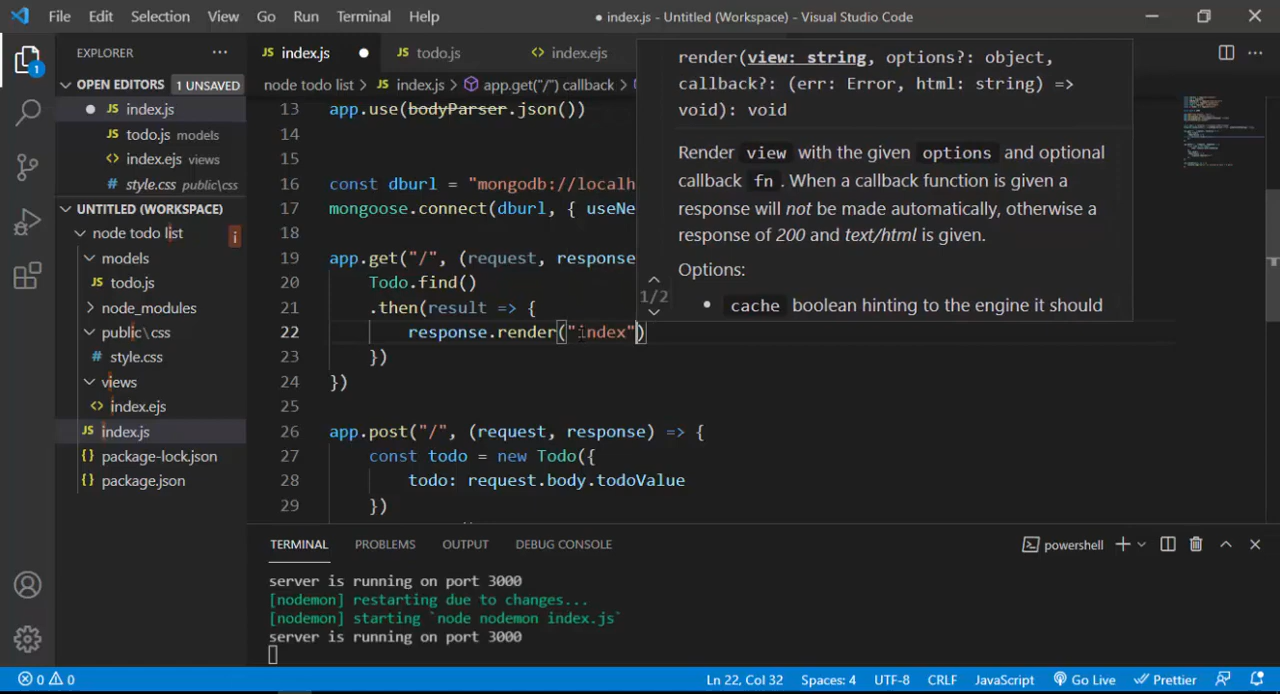 File Edit Selection View Go Run Terminal Help
● index.js - Untitled (Workspace) - Visual Studio Code
EXPLORER ···
JS index.js ●
JS todo.js
<> index.ejs
OPEN EDITORS 1 UNSAVED
● JS index.js
JS todo.js models
<> index.ejs views
# style.css public\css
UNTITLED (WORKSPACE)
node todo list
models
JS todo.js
node_modules
public\css
# style.css
views
<> index.ejs
JS index.js
{} package-lock.json
{} package.json
1
i
node todo list > JS index.js > app.get("/") callback >
13 app.use(bodyParser.json())
14
15
16 const dburl = "mongodb://localh
17 mongoose.connect(dburl, { useNe
18
19 app.get("/", (request, response
20 Todo.find()
21 .then(result => {
22 response.render("index")
23 })
24 })
25
26 app.post("/", (request, response) => {
27 const todo = new Todo({
28 todo: request.body.todoValue
29 })
render(view: string, options?: object,
callback?: (err: Error, html: string) =>
void): void
Render view with the given options and optional
callback fn . When a callback function is given a
response will not be made automatically, otherwise a
response of 200 and text/html is given.
Options:
1/2
• cache boolean hinting to the engine it should
TERMINAL PROBLEMS OUTPUT DEBUG CONSOLE
powershell
server is running on port 3000
[nodemon] restarting due to changes...
[nodemon] starting `node nodemon index.js`
server is running on port 3000
0 0
Ln 22, Col 32 Spaces: 4 UTF-8 CRLF JavaScript Go Live Prettier